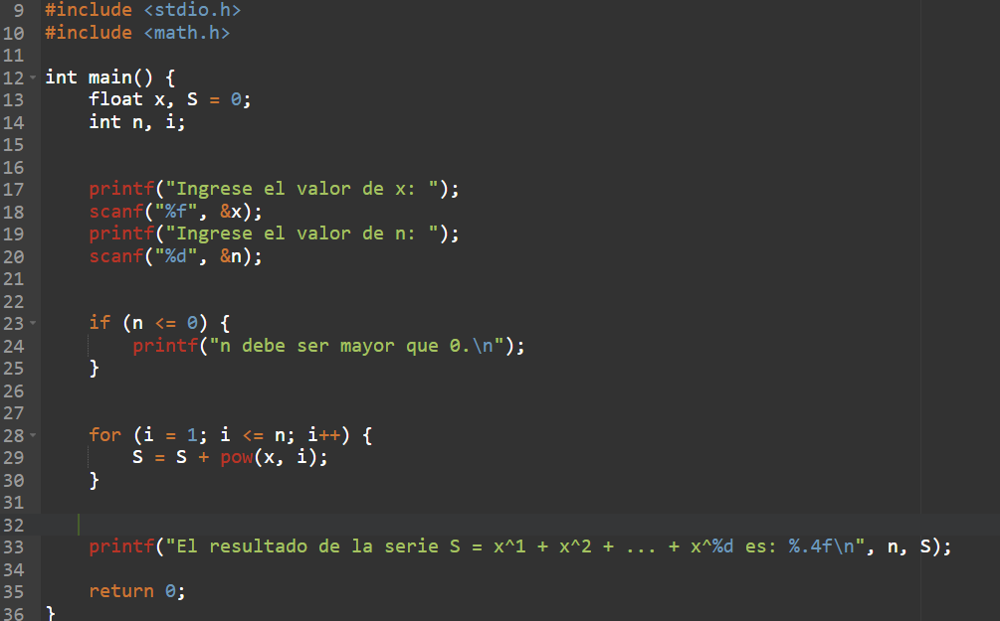 9 #include <stdio.h>
10 #include <math.h>
11
12 int main() {
13     float x, S = 0;
14     int n, i;
15
16
17     printf("Ingrese el valor de x: ");
18     scanf("%f", &x);
19     printf("Ingrese el valor de n: ");
20     scanf("%d", &n);
21
22
23     if (n <= 0) {
24         printf("n debe ser mayor que 0.\n");
25     }
26
27
28     for (i = 1; i <= n; i++) {
29         S = S + pow(x, i);
30     }
31
32
33     printf("El resultado de la serie S = x^1 + x^2 + ... + x^%d es: %.4f\n", n, S);
34
35     return 0;
36 }